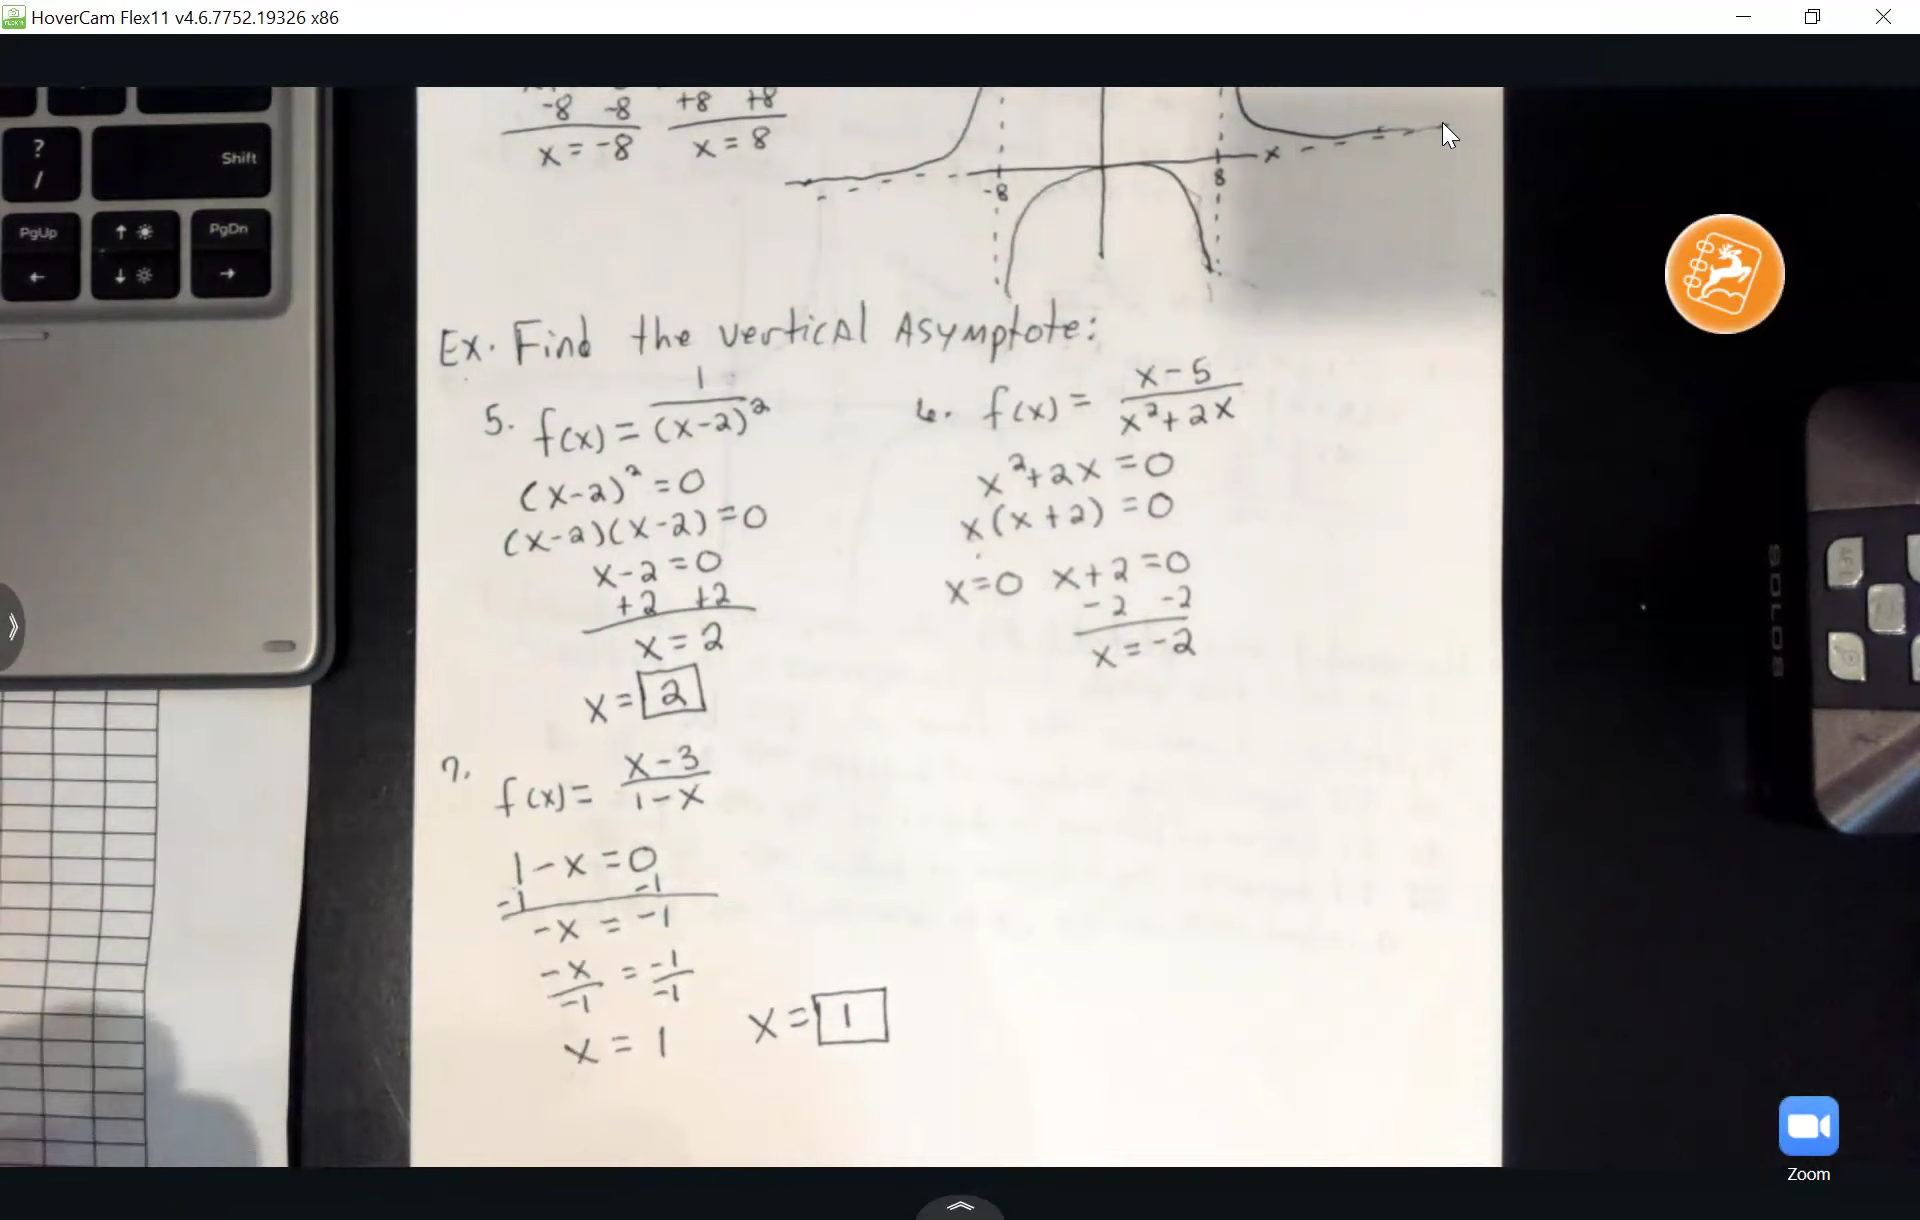 HoverCam Flex11 v4.6.7752.19326 x86
-8 -8 +8 +8
x = -8 x = 8
-8 8 x
Ex. Find the vertical Asymptote:
5. f(x) = 1/(x-2)²
(x-2)² = 0
(x-2)(x-2) = 0
x-2 = 0
+2 +2
x = 2
x = 2
6. f(x) = x-5/x²+2x
x²+2x = 0
x(x+2) = 0
x=0 x+2 = 0
-2 -2
x = -2
7. f(x) = x-3/1-x
1-x = 0
-1 -1
-x = -1
-x/-1 = -1/-1
x = 1 x = 1
? / Shift
PgUp PgDn
SOLOS
Zoom